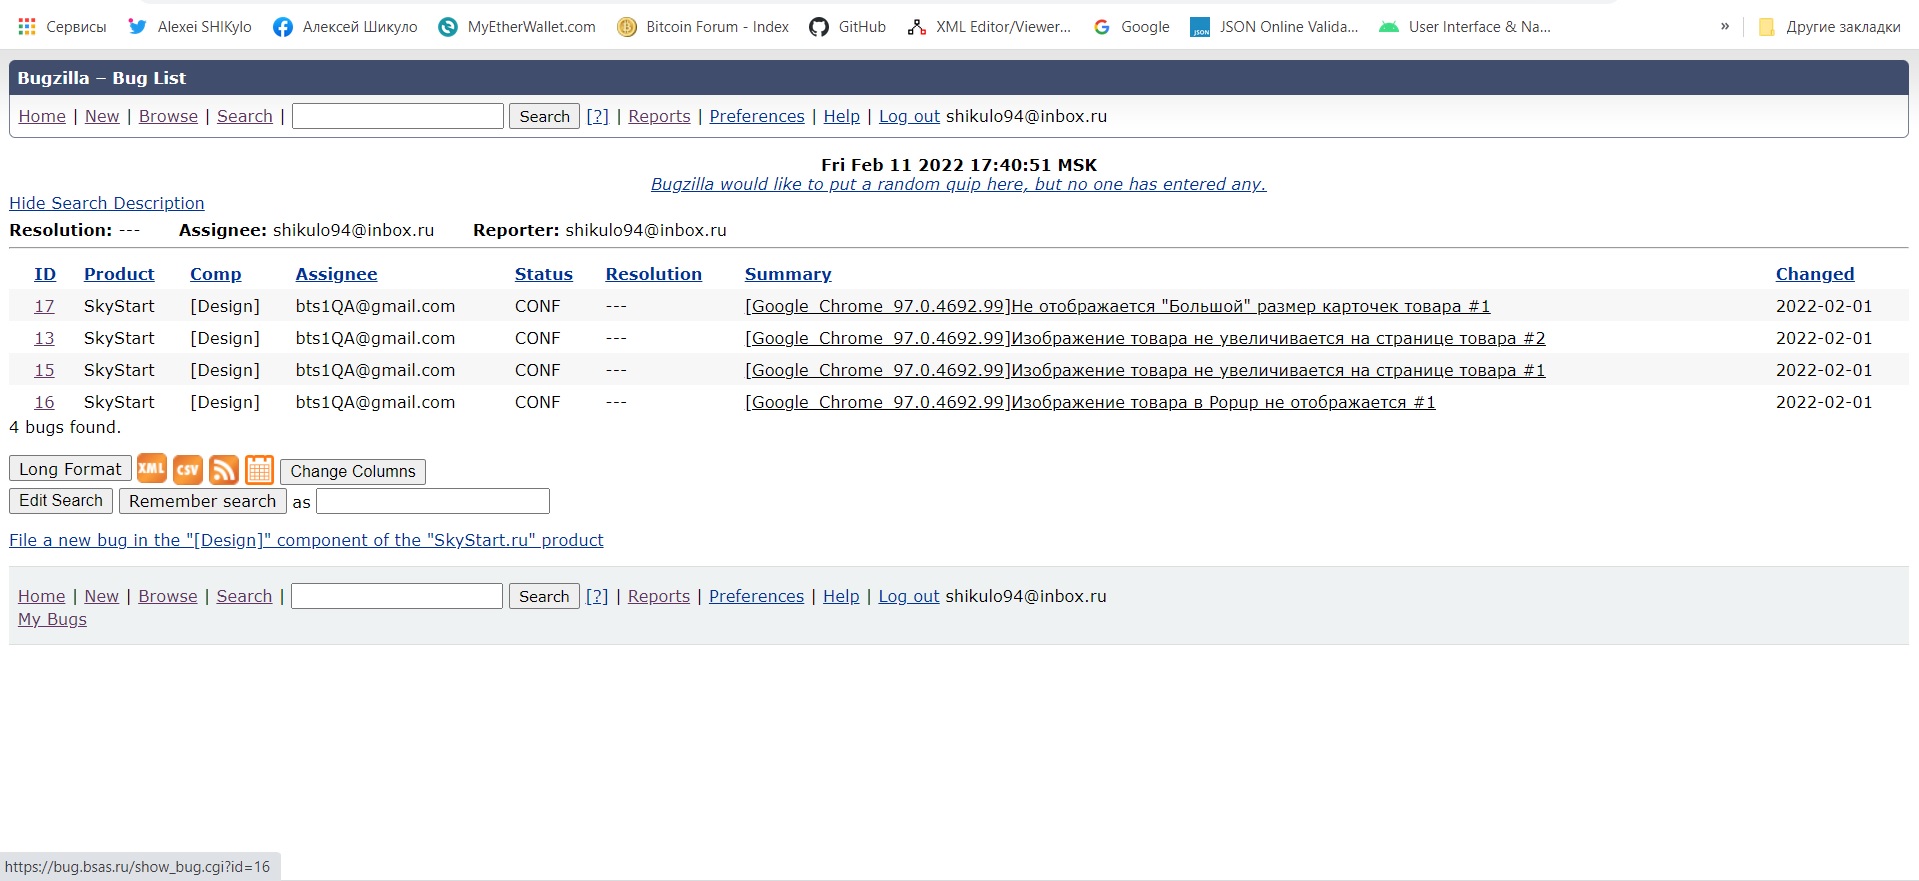 Сервисы Alexei SHIKylo Алексей Шикуло MyEtherWallet.com Bitcoin Forum - Index GitHub XML Editor/Viewer... Google JSON Online Valida... User Interface & Na... » Другие закладки
Bugzilla – Bug List
Home | New | Browse | Search | Search [?] | Reports | Preferences | Help | Log out shikulo94@inbox.ru
Fri Feb 11 2022 17:40:51 MSK
Bugzilla would like to put a random quip here, but no one has entered any.
Hide Search Description
Resolution: --- Assignee: shikulo94@inbox.ru Reporter: shikulo94@inbox.ru
ID Product Comp Assignee Status Resolution Summary Changed
17 SkyStart [Design] bts1QA@gmail.com CONF --- [Google_Chrome_97.0.4692.99]Не отображается "Большой" размер карточек товара #1 2022-02-01
13 SkyStart [Design] bts1QA@gmail.com CONF --- [Google_Chrome_97.0.4692.99]Изображение товара не увеличивается на странице товара #2 2022-02-01
15 SkyStart [Design] bts1QA@gmail.com CONF --- [Google_Chrome_97.0.4692.99]Изображение товара не увеличивается на странице товара #1 2022-02-01
16 SkyStart [Design] bts1QA@gmail.com CONF --- [Google_Chrome_97.0.4692.99]Изображение товара в Popup не отображается #1 2022-02-01
4 bugs found.
Long Format XML CSV Change Columns
Edit Search Remember search as
File a new bug in the "[Design]" component of the "SkyStart.ru" product
Home | New | Browse | Search | Search [?] | Reports | Preferences | Help | Log out shikulo94@inbox.ru
My Bugs
https://bug.bsas.ru/show_bug.cgi?id=16